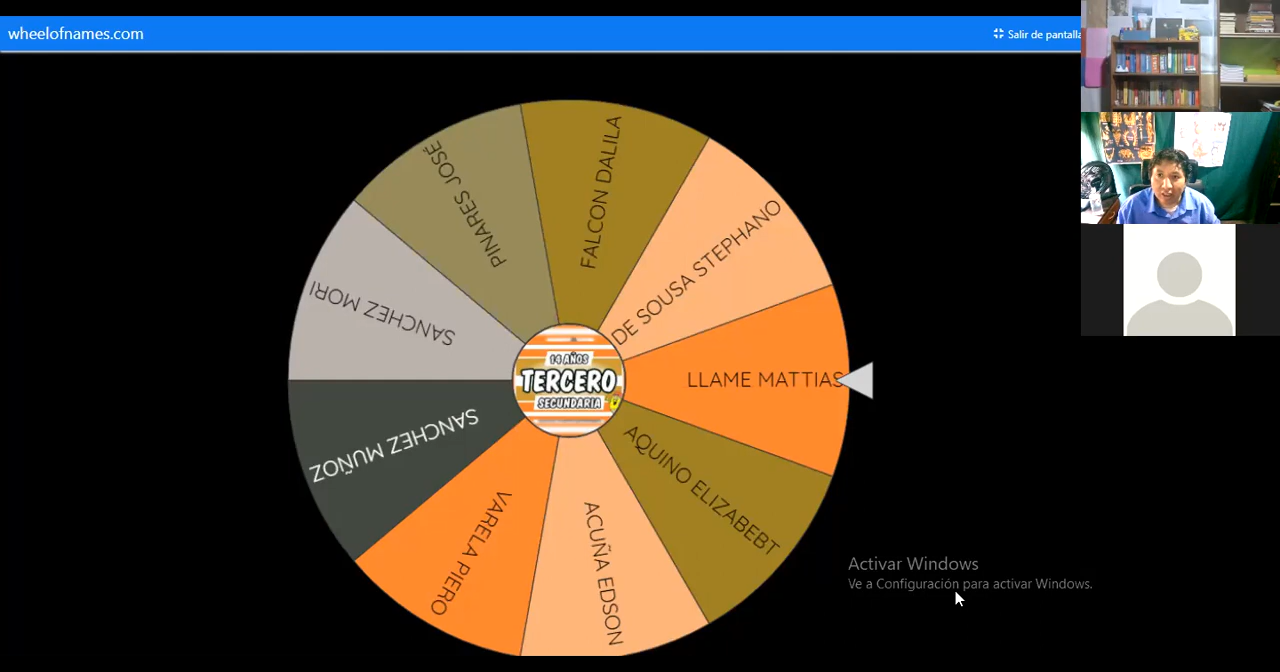 wheelofnames.com
Salir de pantalla
FALCON DALILA
PINARES JOSÉ
DE SOUSA STEPHANO
SANCHEZ MORI
LLAME MATTIAS
14 AÑOS
TERCERO
SECUNDARIA
SANCHEZ MUÑOZ
AQUINO ELIZABEBT
VARELA PIERO
ACUÑA EDSON
Activar Windows
Ve a Configuración para activar Windows.